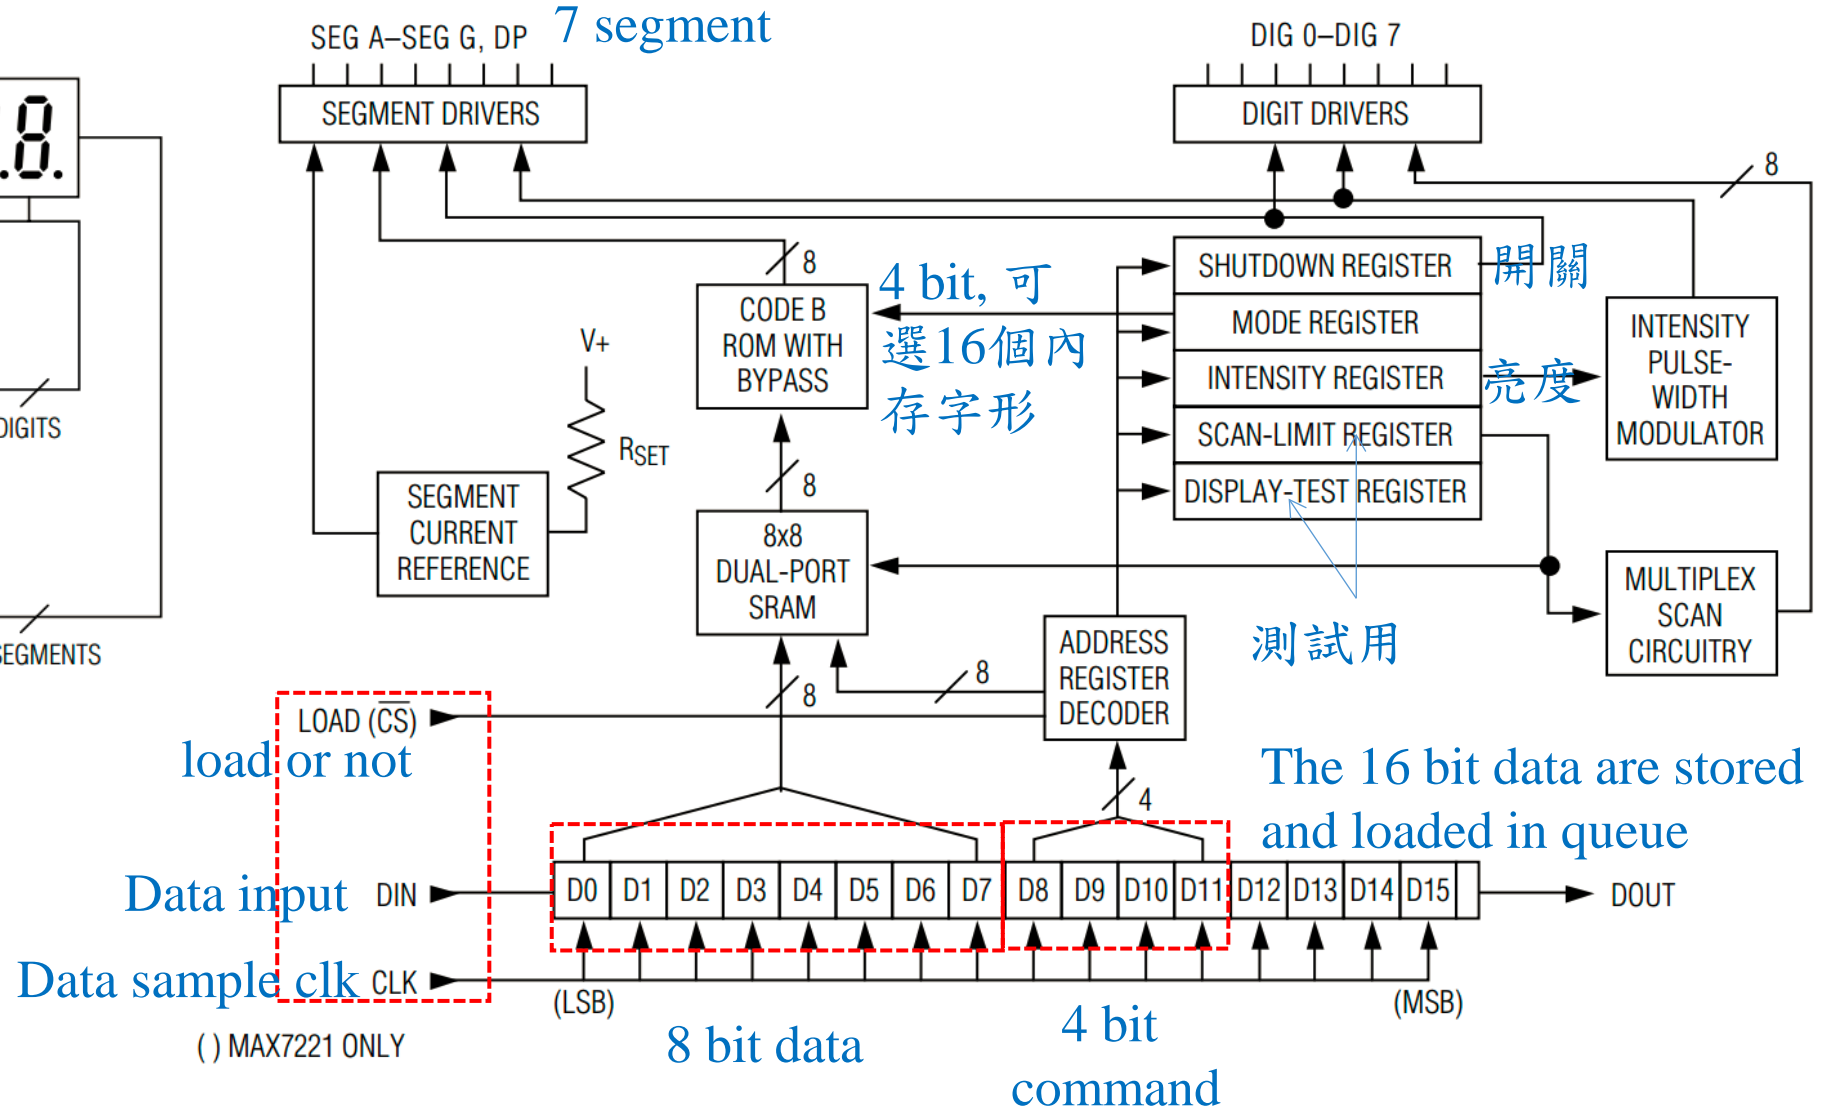 SEG A–SEG G, DP
7 segment
DIG 0–DIG 7
SEGMENT DRIVERS
DIGIT DRIVERS
8
8
4 bit, 可
選16個內
存字形
CODE B
ROM WITH
BYPASS
SHUTDOWN REGISTER
開關
MODE REGISTER
INTENSITY REGISTER
亮度
SCAN-LIMIT REGISTER
DISPLAY-TEST REGISTER
INTENSITY
PULSE-
WIDTH
MODULATOR
V+
RSET
DIGITS
8
SEGMENT
CURRENT
REFERENCE
8x8
DUAL-PORT
SRAM
測試用
MULTIPLEX
SCAN
CIRCUITRY
SEGMENTS
ADDRESS
REGISTER
DECODER
8
8
LOAD (CS)
load or not
4
The 16 bit data are stored
and loaded in queue
Data input
DIN
D0 D1 D2 D3 D4 D5 D6 D7 D8 D9 D10 D11 D12 D13 D14 D15
DOUT
Data sample clk
CLK
(LSB)
(MSB)
( ) MAX7221 ONLY
8 bit data
4 bit
command